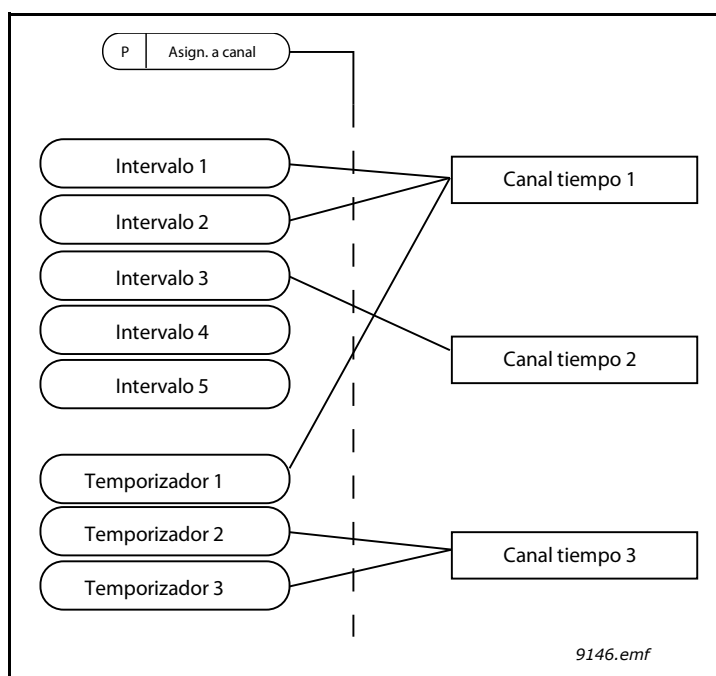 P Asign. a canal
Intervalo 1
Intervalo 2
Intervalo 3
Intervalo 4
Intervalo 5
Temporizador 1
Temporizador 2
Temporizador 3
Canal tiempo 1
Canal tiempo 2
Canal tiempo 3
9146.emf